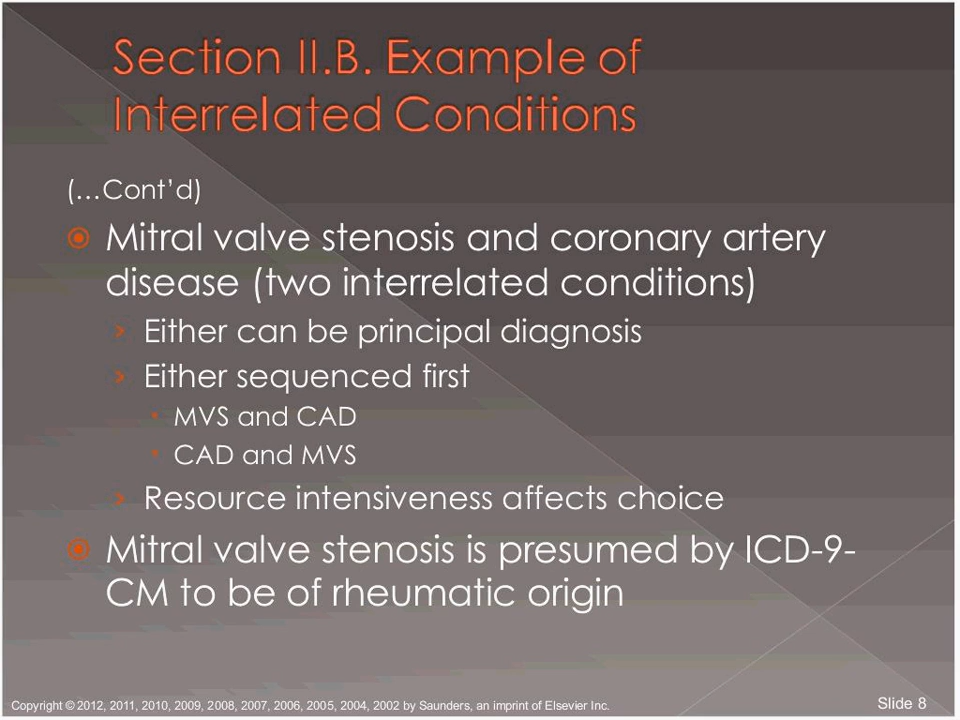 Section II.B. Example of
Interrelated Conditions
(…Cont’d)
Mitral valve stenosis and coronary artery
disease (two interrelated conditions)
Either can be principal diagnosis
Either sequenced first
MVS and CAD
CAD and MVS
Resource intensiveness affects choice
Mitral valve stenosis is presumed by ICD-9-
CM to be of rheumatic origin
Copyright © 2012, 2011, 2010, 2009, 2008, 2007, 2006, 2005, 2004, 2002 by Saunders, an imprint of Elsevier Inc.
Slide 8